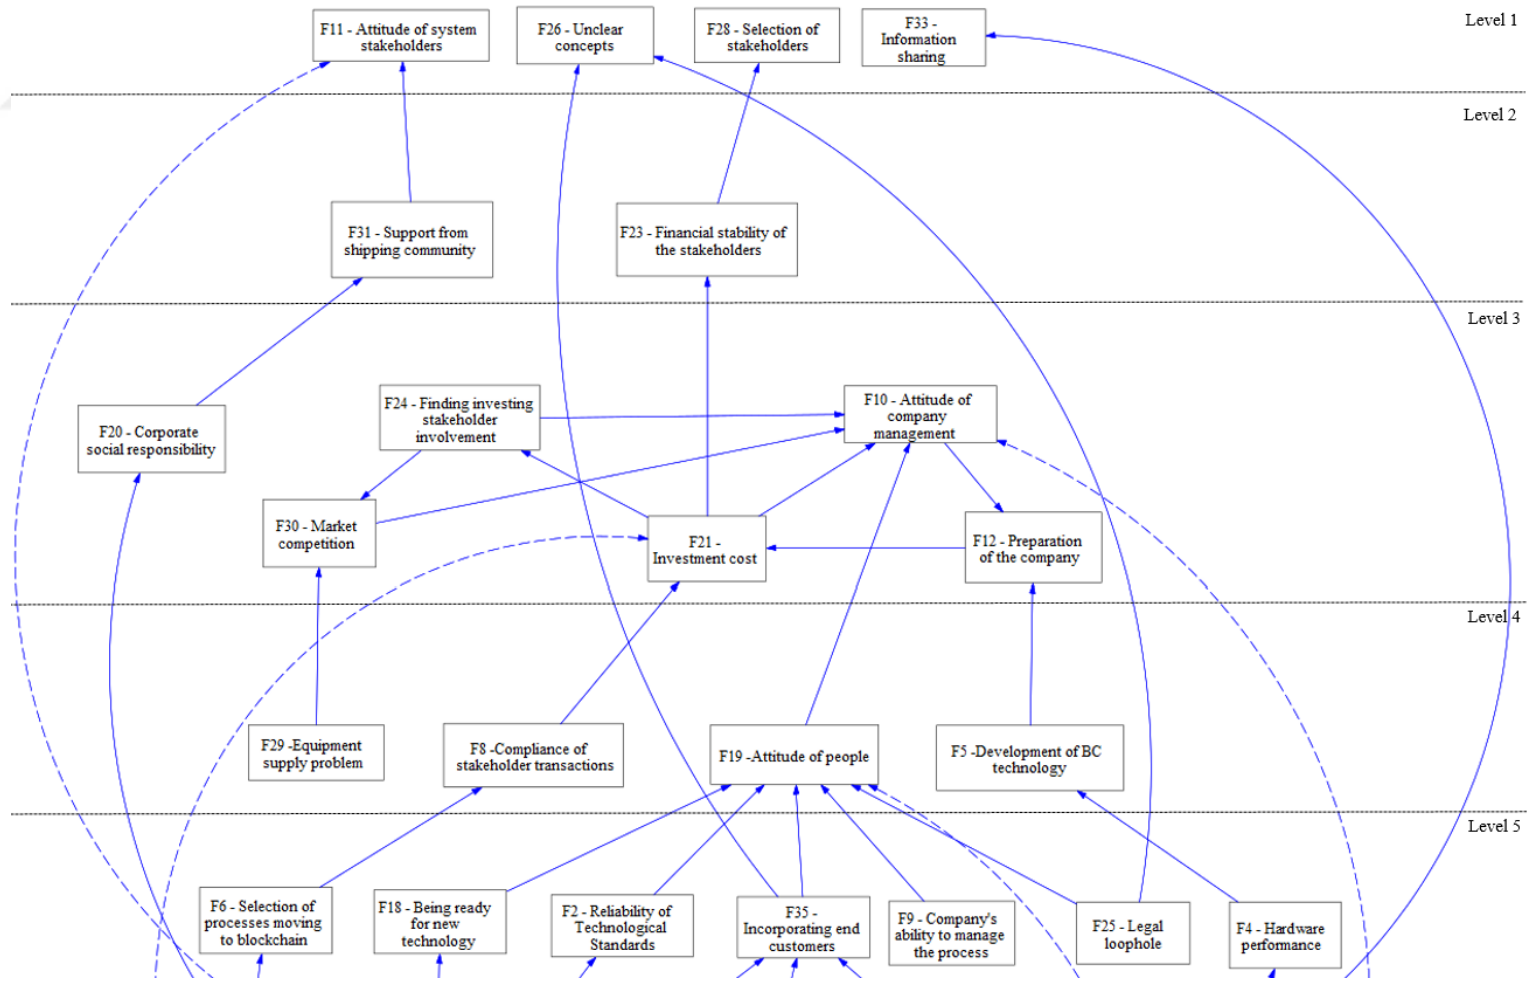 F11 - Attitude of system
stakeholders
F26 - Unclear
concepts
F28 - Selection of
stakeholders
F33 -
Information
sharing
Level 1
Level 2
F31 - Support from
shipping community
F23 - Financial stability of
the stakeholders
Level 3
F20 - Corporate
social responsibility
F24 - Finding investing
stakeholder
involvement
F10 - Attitude of
company
management
F30 - Market
competition
F21 -
Investment cost
F12 - Preparation
of the company
Level 4
F29 -Equipment
supply problem
F8 -Compliance of
stakeholder transactions
F19 -Attitude of people
F5 -Development of BC
technology
Level 5
F6 - Selection of
processes moving
to blockchain
F18 - Being ready
for new
technology
F2 - Reliability of
Technological
Standards
F35 -
Incorporating end
customers
F9 - Company's
ability to manage
the process
F25 - Legal
loophole
F4 - Hardware
performance